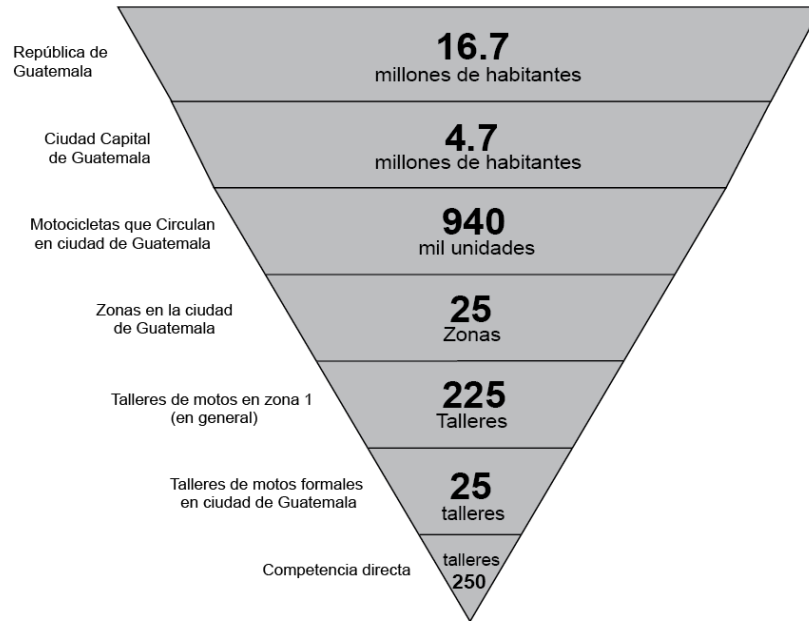 República de
Guatemala
16.7
millones de habitantes
Ciudad Capital
de Guatemala
4.7
millones de habitantes
Motocicletas que Circulan
en ciudad de Guatemala
940
mil unidades
Zonas en la ciudad
de Guatemala
25
Zonas
Talleres de motos en zona 1
(en general)
225
Talleres
Talleres de motos formales
en ciudad de Guatemala
25
talleres
Competencia directa
talleres
250